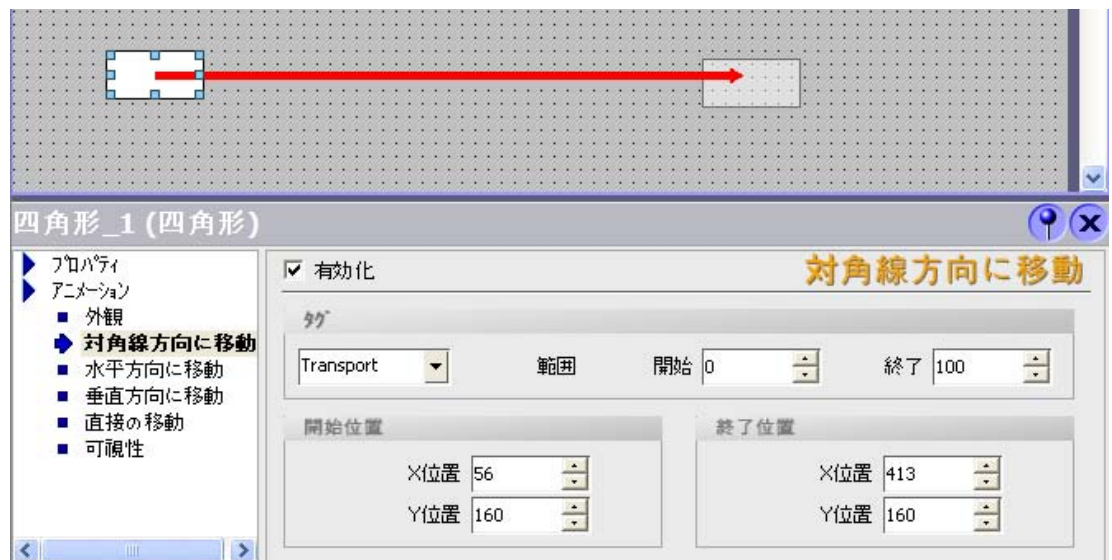 四角形_1 (四角形)
プロパティ
アニメーション
外観
対角線方向に移動
水平方向に移動
垂直方向に移動
直接の移動
可視性
有効化
対角線方向に移動
タグ
Transport 範囲 開始 0 終了 100
開始位置
X位置 56
Y位置 160
終了位置
X位置 413
Y位置 160